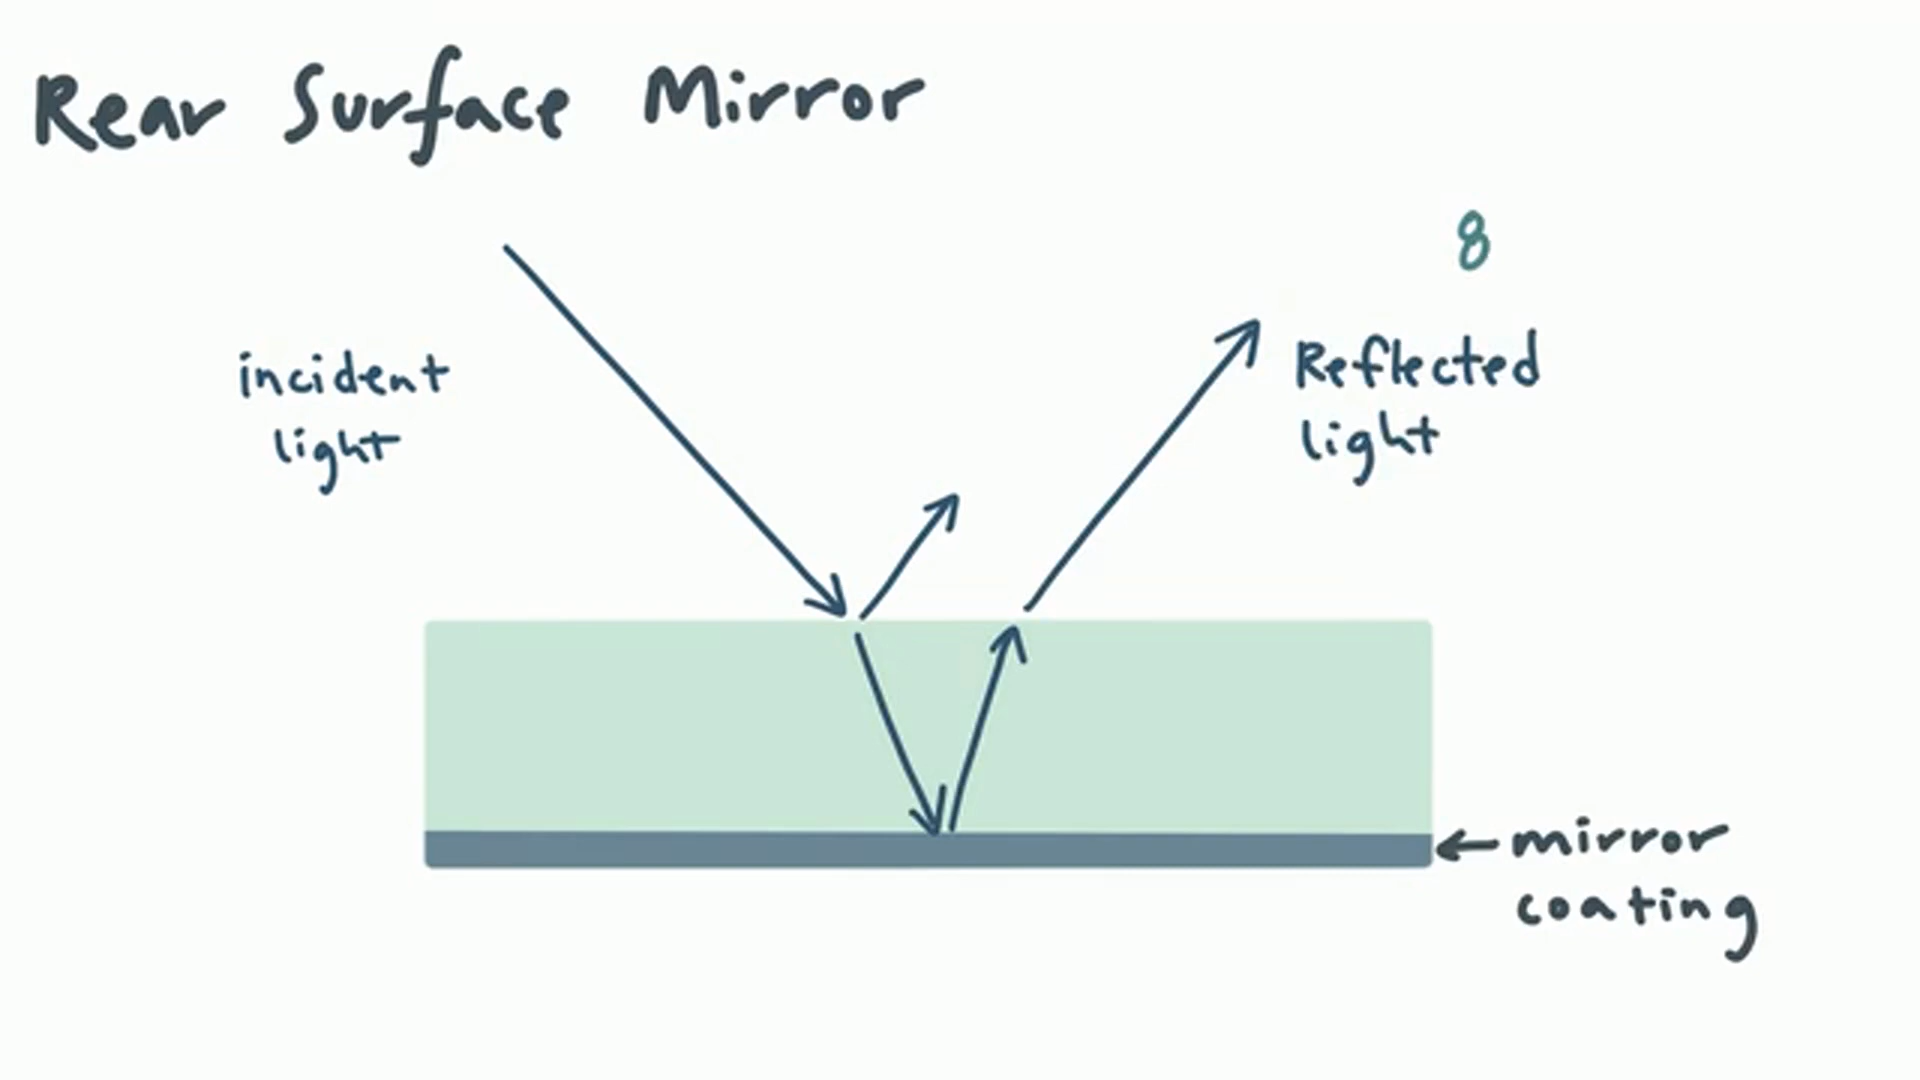 Rear Surface Mirror
8
incident
light
Reflected
light
mirror
coating